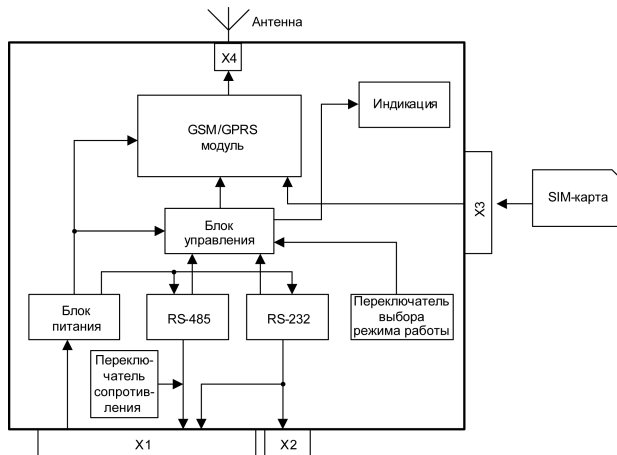 Антенна
X4
GSM/GPRS
модуль
Индикация
X3
SIM-карта
Блок
управления
Блок
питания
RS-485
RS-232
Переключатель
выбора
режима работы
Переклю-
чатель
сопротив-
ления
X1
X2